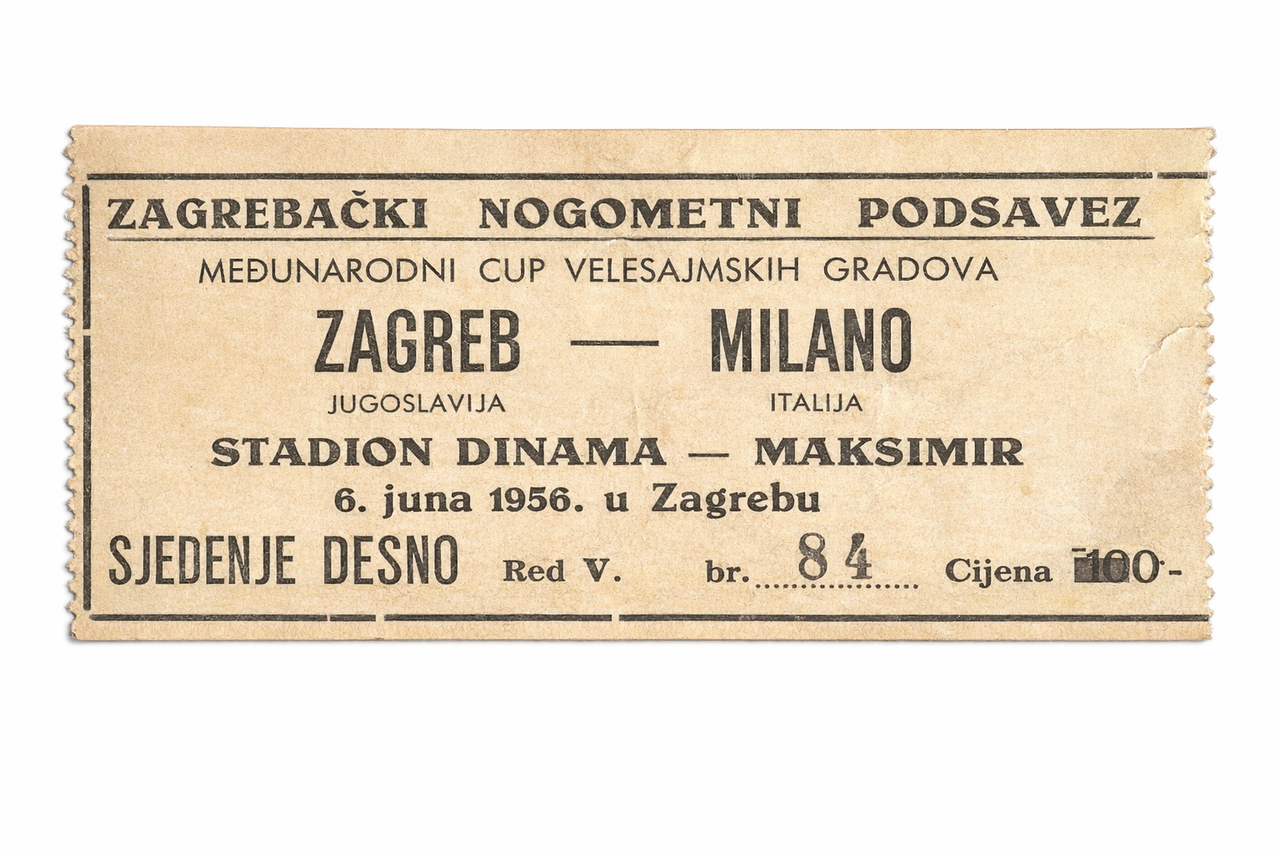 ZAGREBAČKI NOGOMETNI PODSAVEZ
MEĐUNARODNI CUP VELESAJMSKIH GRADOVA
ZAGREB — MILANO
JUGOSLAVIJA ITALIJA
STADION DINAMA — MAKSIMIR
6. juna 1956. u Zagrebu
SJEDENJE DESNO Red V. br. 84 Cijena 100.-